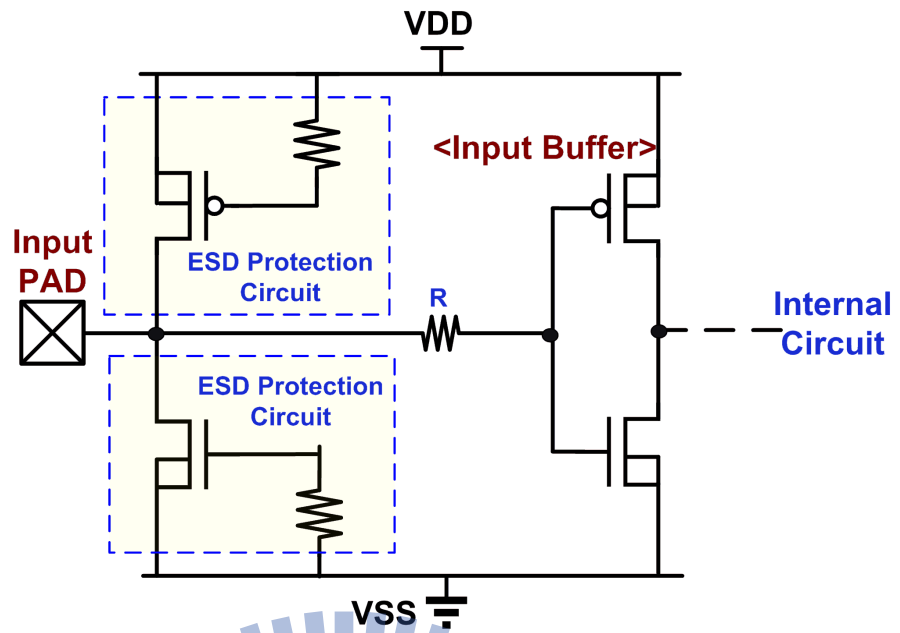 VDD
<Input Buffer>
Input
PAD
ESD Protection
Circuit
R
Internal
Circuit
ESD Protection
Circuit
VSS